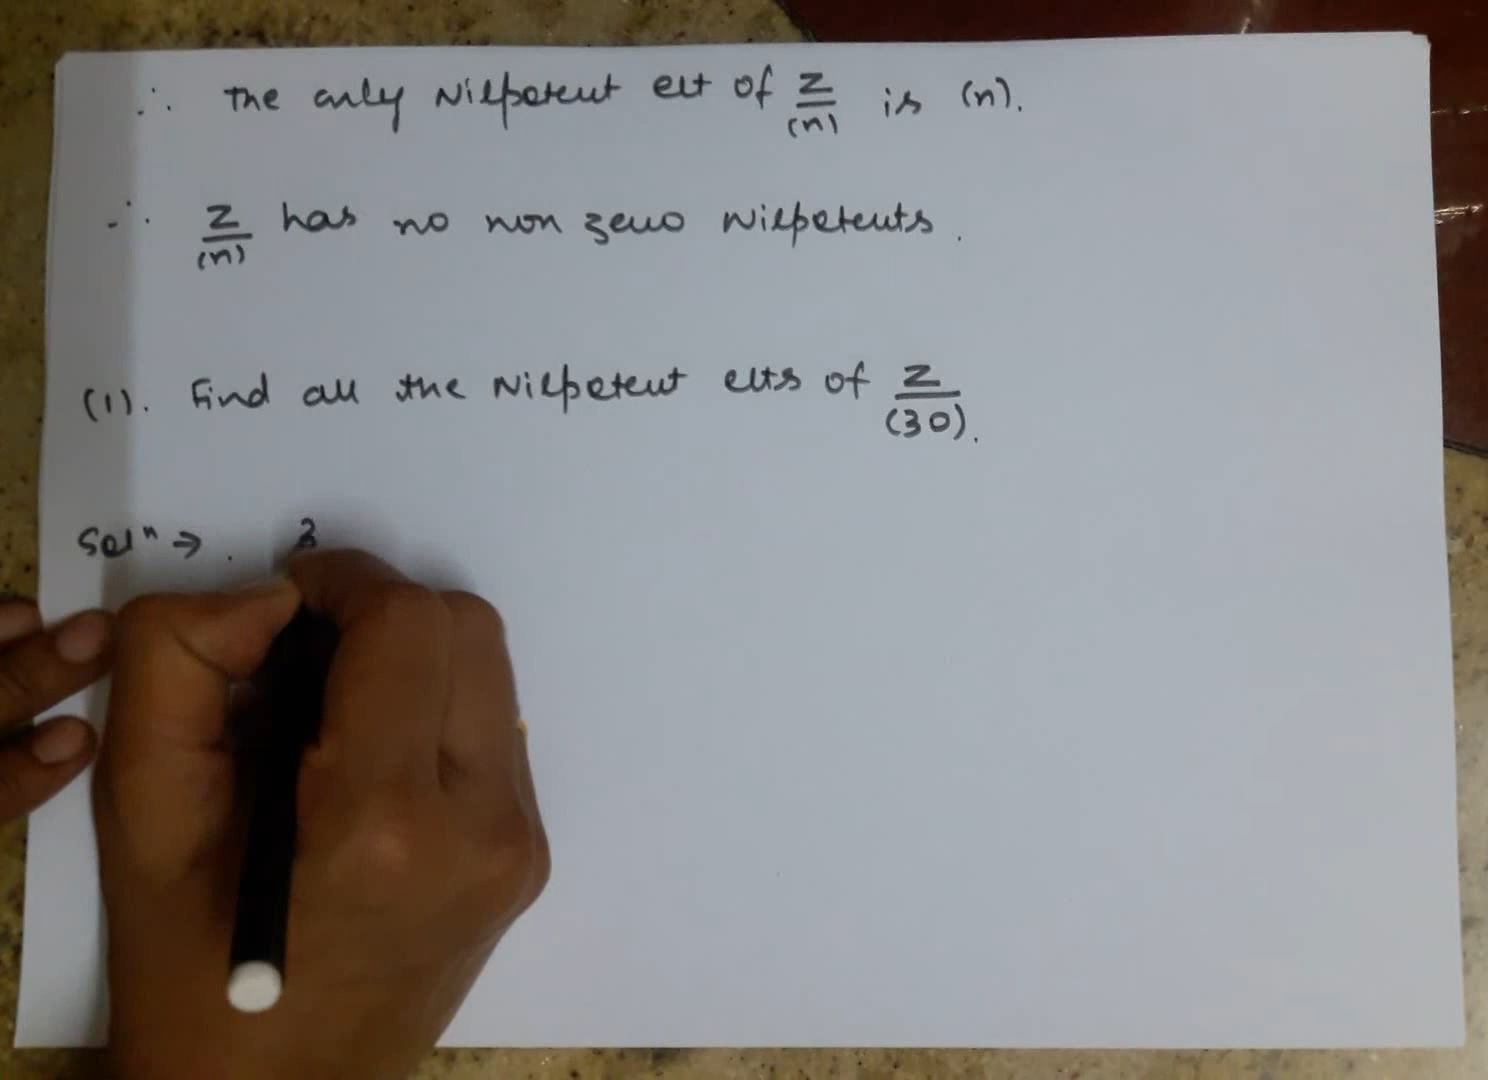 ∴ The only Nilpotent elt of Z/(n) is (n).
∴ Z/(n) has no non zero Nilpotents.
(1). Find all the Nilpotent elts of Z/(30).
Solⁿ → . 3